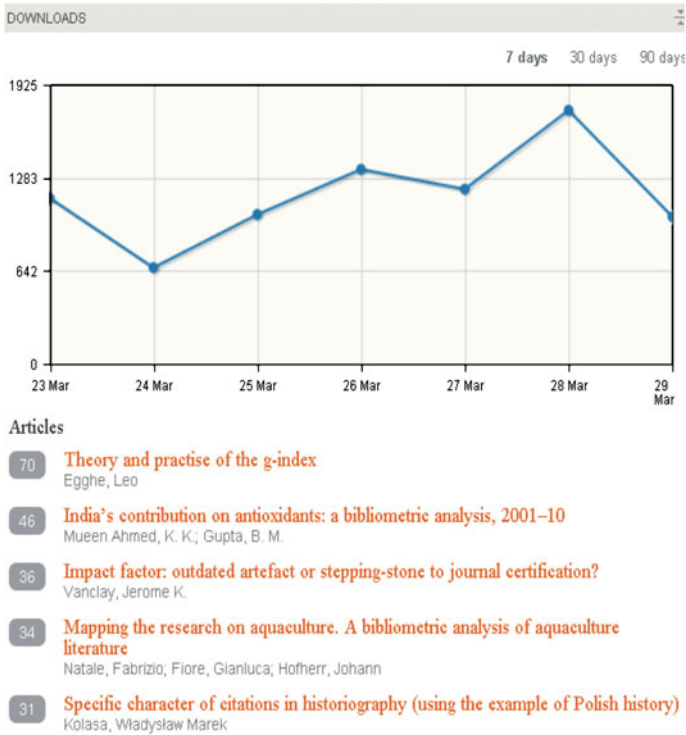 DOWNLOADS
7 days 30 days 90 days
1925
1283
642
0
23 Mar 24 Mar 25 Mar 26 Mar 27 Mar 28 Mar 29 Mar
Articles
70 Theory and practise of the g-index
Egghe, Leo
46 India's contribution on antioxidants: a bibliometric analysis, 2001–10
Mueen Ahmed, K. K.; Gupta, B. M.
36 Impact factor: outdated artefact or stepping-stone to journal certification?
Vanclay, Jerome K.
34 Mapping the research on aquaculture. A bibliometric analysis of aquaculture
literature
Natale, Fabrizio; Fiore, Gianluca; Hofherr, Johann
31 Specific character of citations in historiography (using the example of Polish history)
Kolasa, Władysław Marek